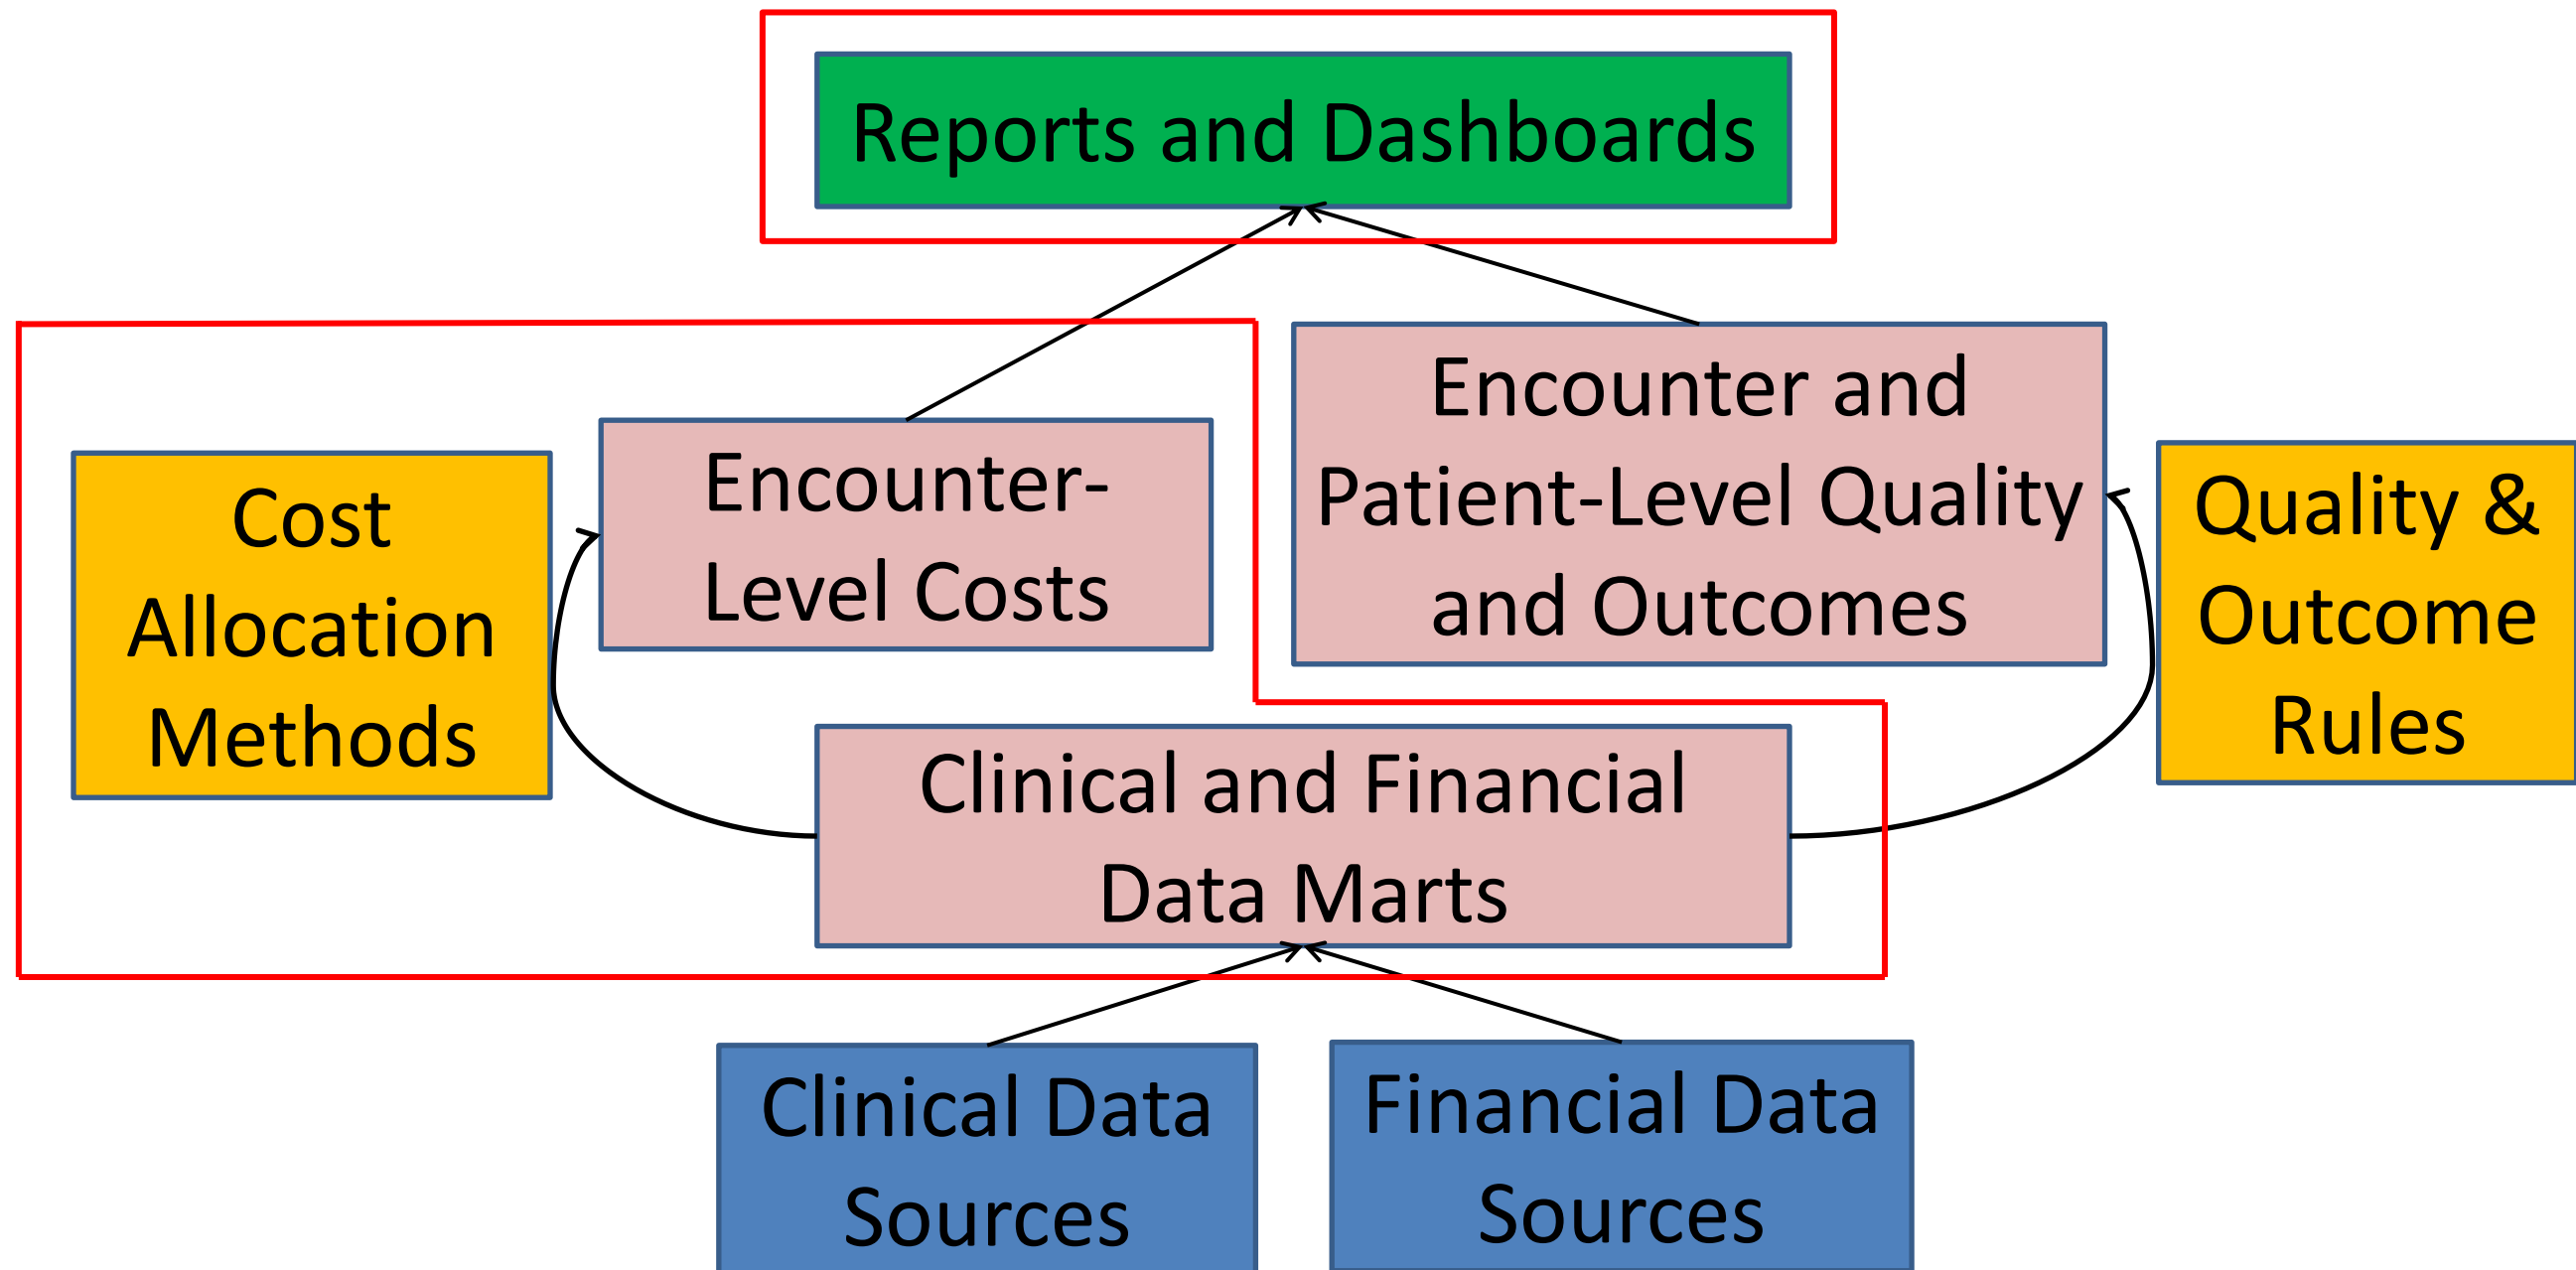 Reports and Dashboards
Cost
Allocation
Methods
Encounter-
Level Costs
Encounter and
Patient-Level Quality
and Outcomes
Quality &
Outcome
Rules
Clinical and Financial
Data Marts
Clinical Data
Sources
Financial Data
Sources